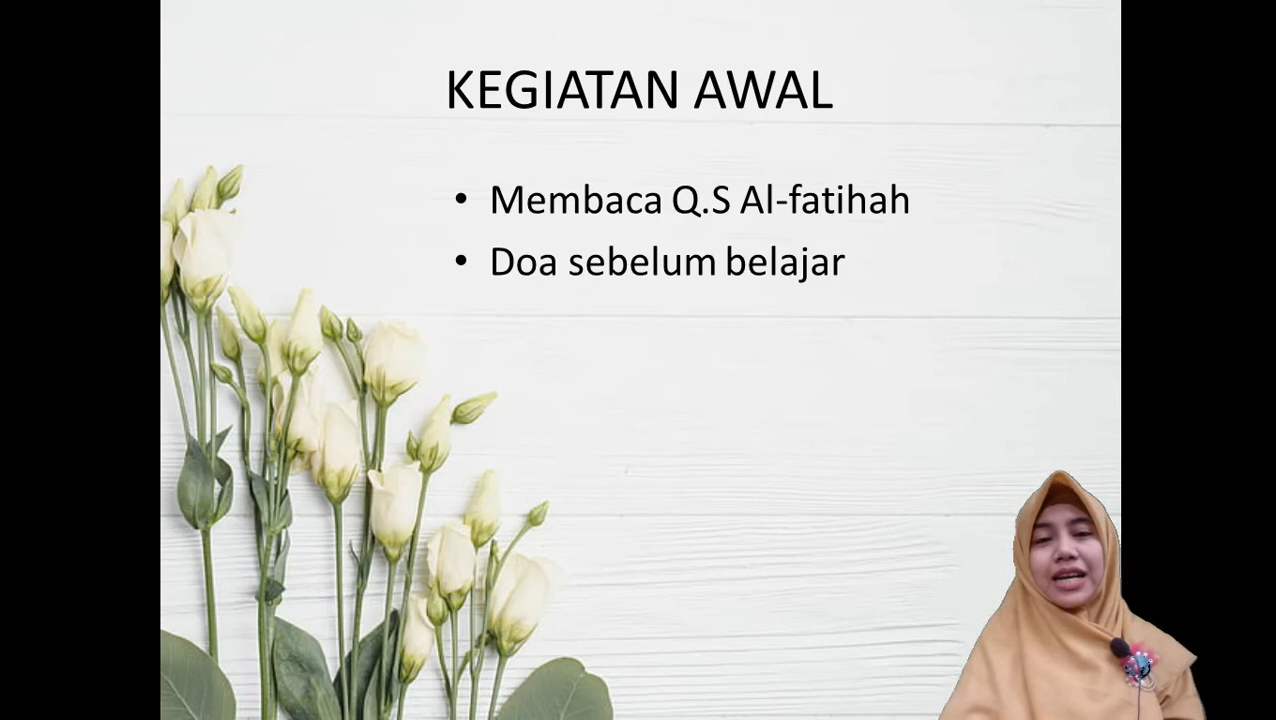 KEGIATAN AWAL
• Membaca Q.S Al-fatihah
• Doa sebelum belajar